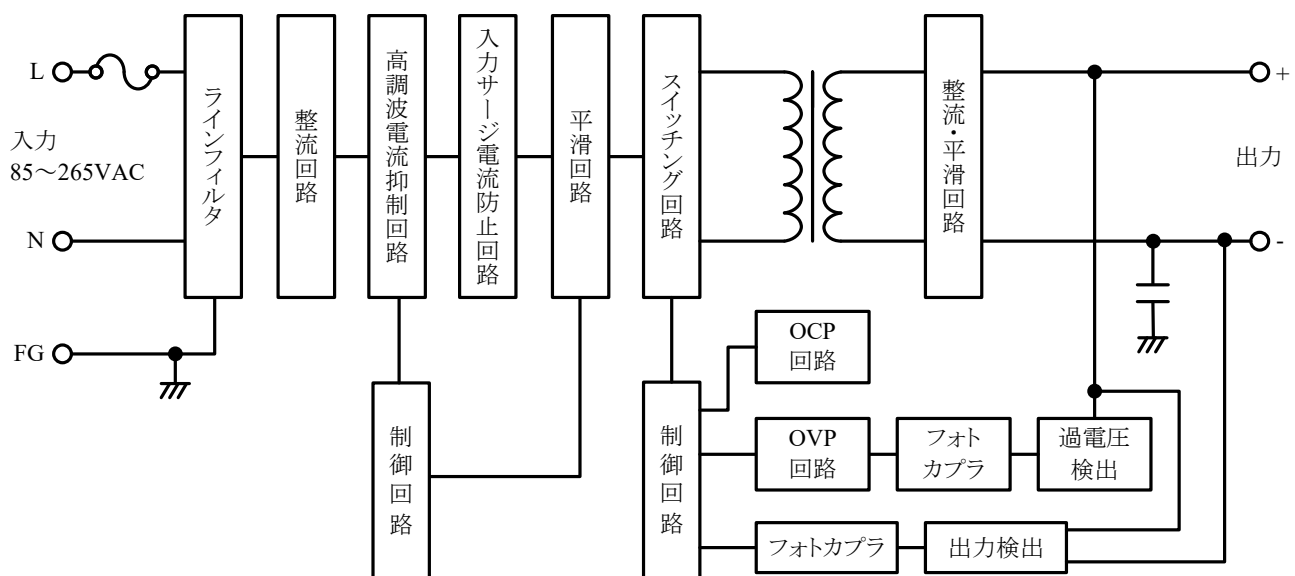 L
入力
85～265VAC
N
FG
ラインフィルタ
整流回路
高調波電流抑制回路
入力サージ電流防止回路
平滑回路
スイッチング回路
整流・平滑回路
+
出力
-
制御回路
制御回路
OCP
回路
OVP
回路
フォト
カプラ
過電圧
検出
フォトカプラ
出力検出